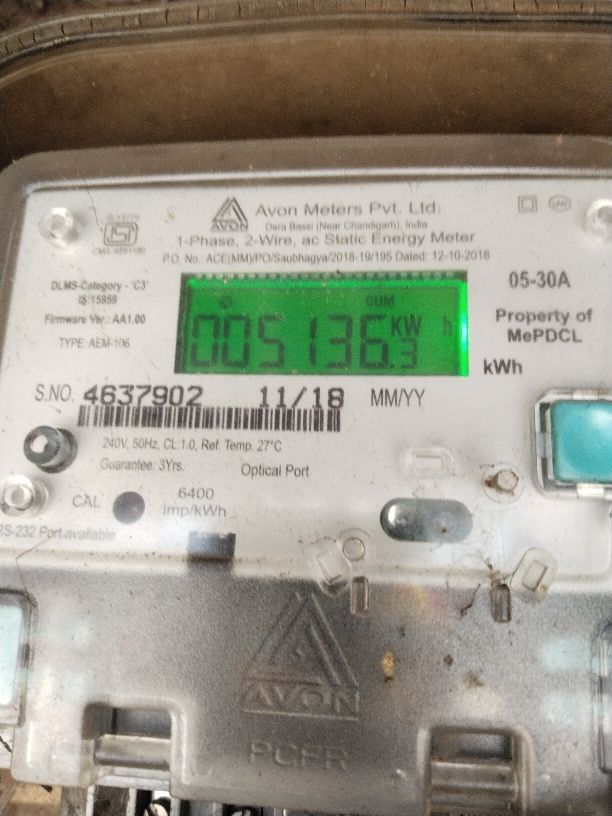 IS 13779
CM/L 9281180
AVON
Avon Meters Pvt. Ltd.
Dera Bassi (Near Chandigarh), India
1-Phase, 2-Wire, ac Static Energy Meter
P.O. No.: ACE(MM)/PO/Saubhagya/2018-19/195 Dated: 12-10-2018
DLMS-Category - 'C3'
IS:15959
Firmware Ver.: AA1.00
TYPE: AEM-106
CUM
005136.3 KW h
05-30A
Property of
MePDCL
kWh
S.NO. 4637902 11/18 MM/YY
240V, 50Hz, CL:1.0, Ref. Temp. 27°C
Guarantee: 3Yrs. Optical Port
CAL 6400
imp/kWh
RS-232 Port available
AVON